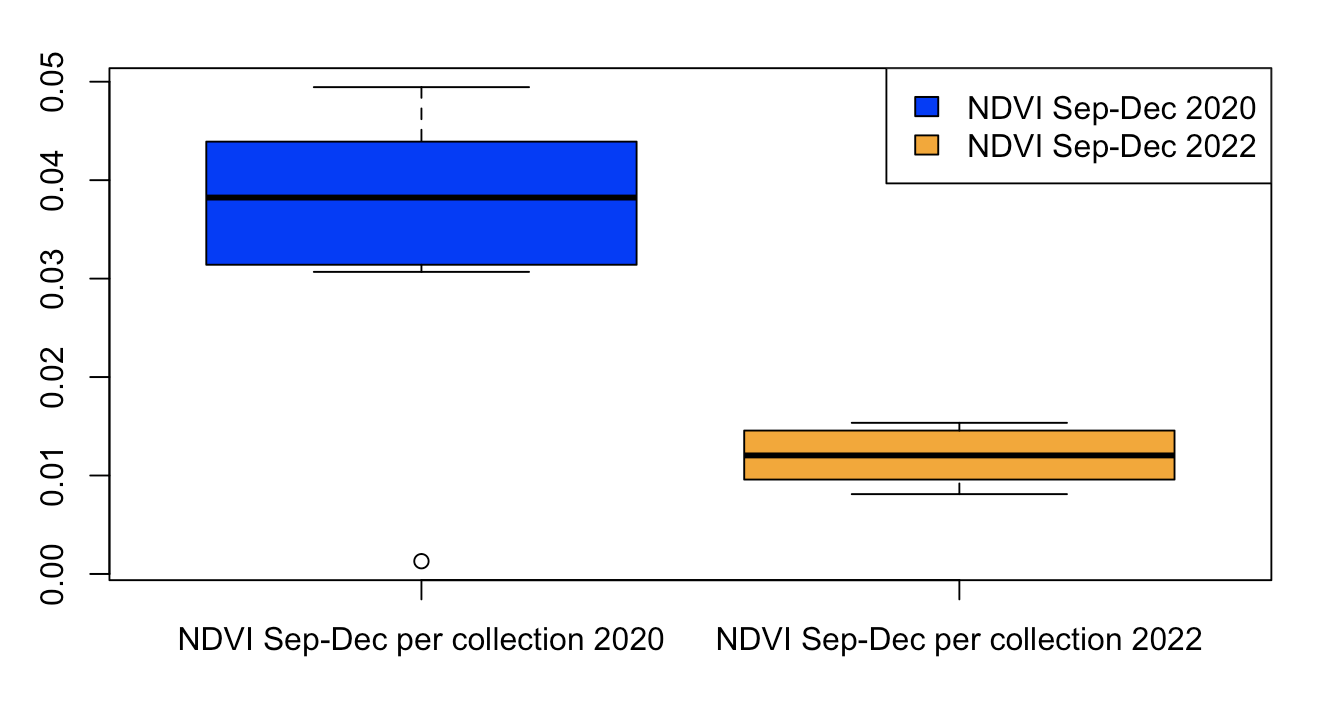 0.05
0.04
0.03
0.02
0.01
0.00
NDVI Sep-Dec 2020
NDVI Sep-Dec 2022
NDVI Sep-Dec per collection 2020
NDVI Sep-Dec per collection 2022